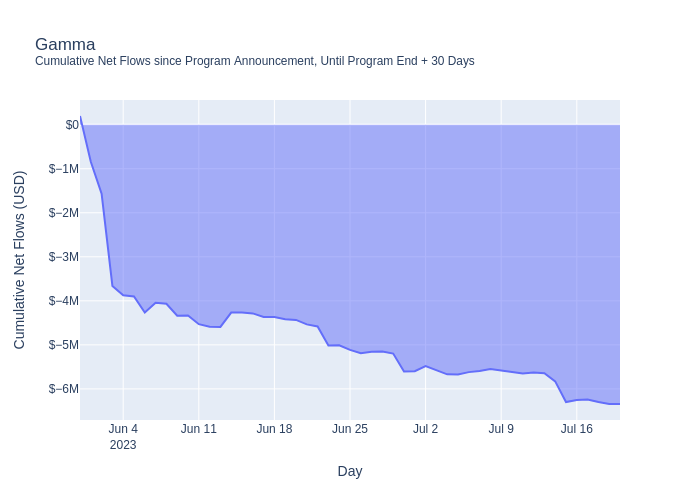 Gamma
Cumulative Net Flows since Program Announcement, Until Program End + 30 Days
Cumulative Net Flows (USD)
$0
$−1M
$−2M
$−3M
$−4M
$−5M
$−6M
Jun 4
2023
Jun 11
Jun 18
Jun 25
Jul 2
Jul 9
Jul 16
Day